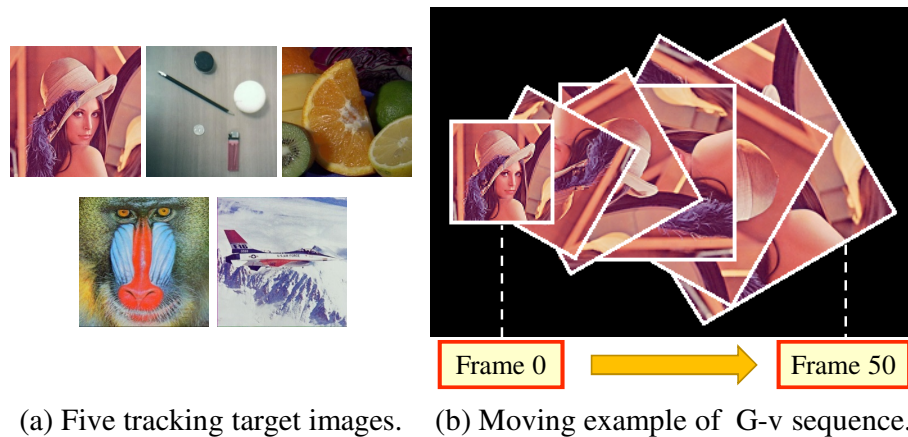 Frame 0
Frame 50
(a) Five tracking target images.
(b) Moving example of G-v sequence.